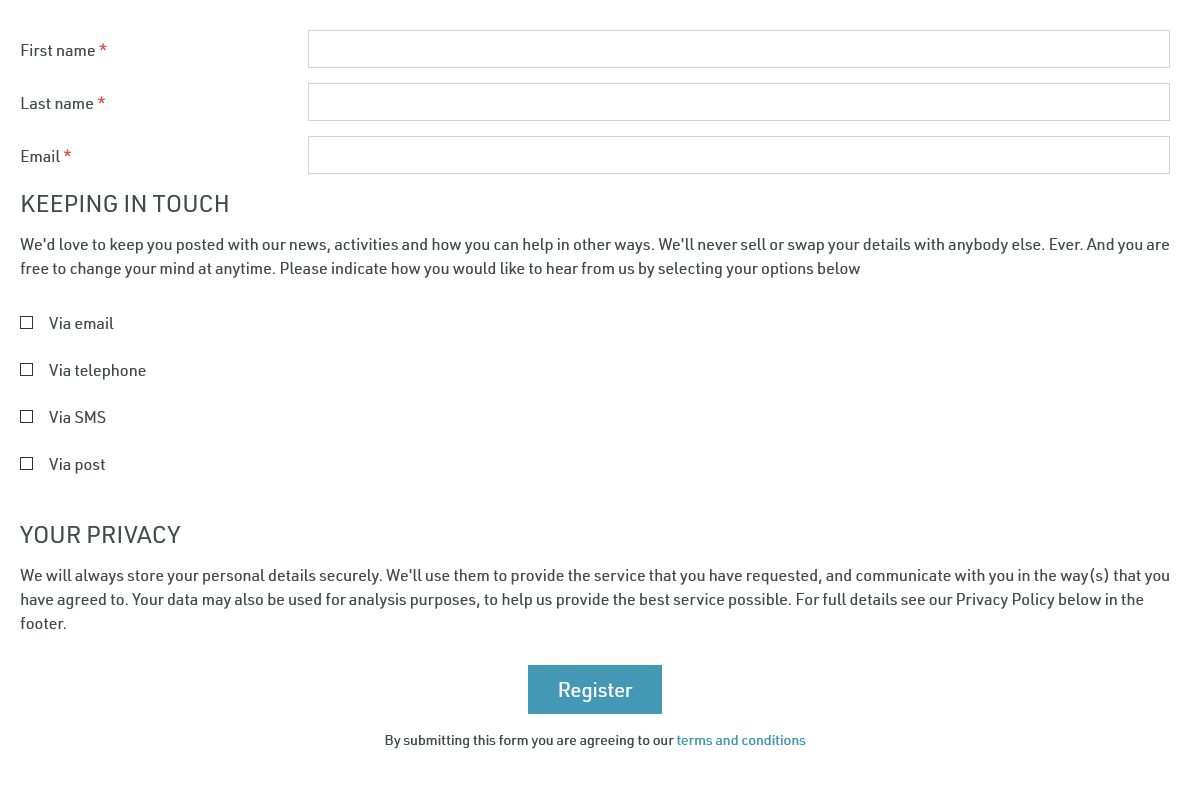 First name *
Last name *
Email *
KEEPING IN TOUCH
We'd love to keep you posted with our news, activities and how you can help in other ways. We'll never sell or swap your details with anybody else. Ever. And you are
free to change your mind at anytime. Please indicate how you would like to hear from us by selecting your options below
Via email
Via telephone
Via SMS
Via post
YOUR PRIVACY
We will always store your personal details securely. We'll use them to provide the service that you have requested, and communicate with you in the way(s) that you
have agreed to. Your data may also be used for analysis purposes, to help us provide the best service possible. For full details see our Privacy Policy below in the
footer.
Register
By submitting this form you are agreeing to our terms and conditions